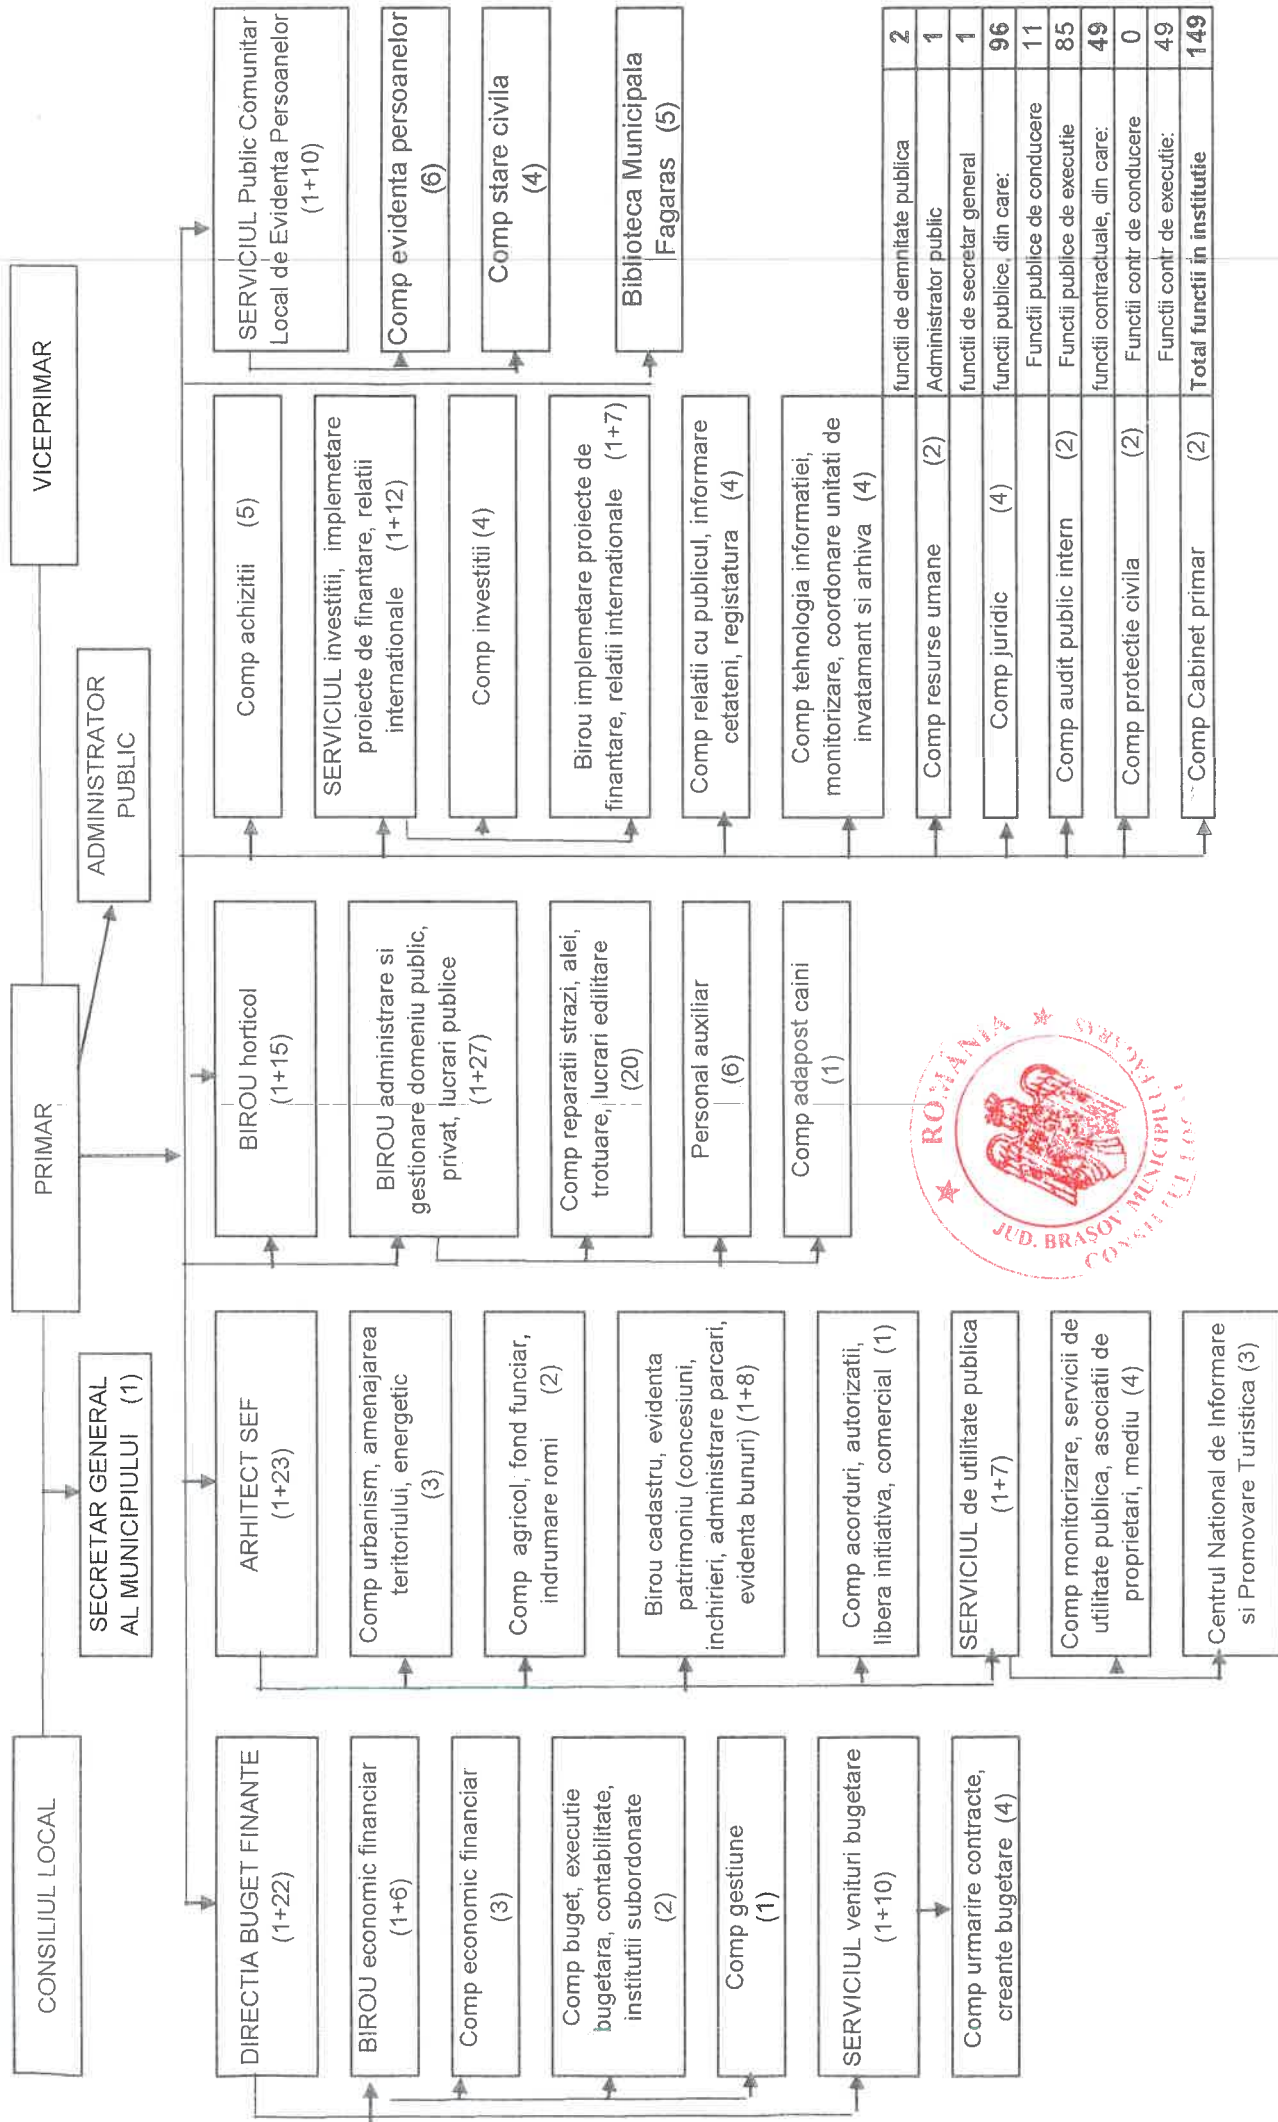 CONSILIUL LOCAL
PRIMAR
VICEPRIMAR
SECRETAR GENERAL
AL MUNICIPIULUI (1)
ADMINISTRATOR
PUBLIC
DIRECTIA BUGET FINANTE
(1+22)
BIROU economic financiar
(1+6)
Comp economic financiar
(3)
Comp buget, executie
bugetara, contabilitate,
institutii subordonate
(2)
Comp gestiune
(1)
SERVICIUL venituri bugetare
(1+10)
Comp urmarire contracte,
creante bugetare (4)
ARHITECT SEF
(1+23)
Comp urbanism, amenajarea
teritoriului, energetic
(3)
Comp agricol, fond funciar,
indrumare romi (2)
Birou cadastru, evidenta
patrimoniu (concesiuni,
inchirieri, administrare parcari,
evidenta bunuri) (1+8)
Comp acorduri, autorizatii,
libera initiativa, comercial (1)
SERVICIUL de utilitate publica
(1+7)
Comp monitorizare, servicii de
utilitate publica, asociatii de
proprietari, mediu (4)
Centrul National de Informare
si Promovare Turistica (3)
BIROU horticol
(1+15)
BIROU administrare si
gestionare domeniu public,
privat, lucrari publice
(1+27)
Comp reparatii strazi, alei,
trotuare, lucrari edilitare
(20)
Personal auxiliar
(6)
Comp adapost caini
(1)
ROMÂNIA
JUD. BRAŞOV MUNICIPIUL FĂGĂRAŞ
CONSILIUL LOCAL
Comp achizitii (5)
SERVICIUL investitii, implemetare
proiecte de finantare, relatii
internationale (1+12)
Comp investitii (4)
Birou implemetare proiecte de
finantare, relatii internationale (1+7)
Comp relatii cu publicul, informare
cetateni, registatura (4)
Comp tehnologia informatiei,
monitorizare, coordonare unitati de
invatamant si arhiva (4)
Comp resurse umane (2)
Comp juridic (4)
Comp audit public intern (2)
Comp protectie civila (2)
Comp Cabinet primar (2)
SERVICIUL Public Comunitar
Local de Evidenta Persoanelor
(1+10)
Comp evidenta persoanelor
(6)
Comp stare civila
(4)
Biblioteca Municipala
Fagaras (5)
functii de demnitate publica 2
Administrator public 1
functii de secretar general 1
functii publice, din care: 96
Functii publice de conducere 11
Functii publice de executie 85
functii contractuale, din care: 49
Functii contr de conducere 0
Functii contr de executie: 49
Total functii in institutie 149